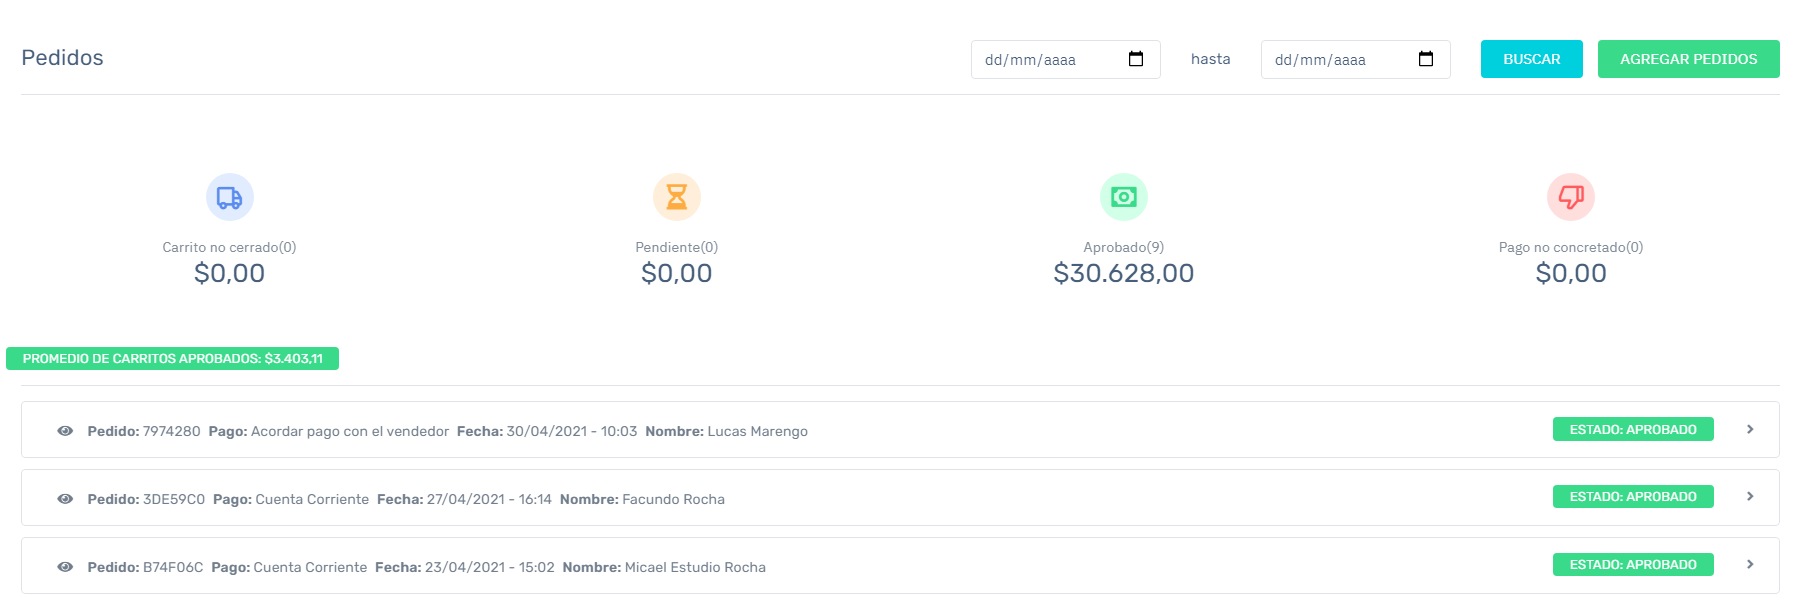 Pedidos
dd/mm/aaaa hasta dd/mm/aaaa BUSCAR AGREGAR PEDIDOS
Carrito no cerrado(0)
$0,00
Pendiente(0)
$0,00
Aprobado(9)
$30.628,00
Pago no concretado(0)
$0,00
PROMEDIO DE CARRITOS APROBADOS: $3.403,11
Pedido: 7974280 Pago: Acordar pago con el vendedor Fecha: 30/04/2021 - 10:03 Nombre: Lucas Marengo ESTADO: APROBADO
Pedido: 3DE59C0 Pago: Cuenta Corriente Fecha: 27/04/2021 - 16:14 Nombre: Facundo Rocha ESTADO: APROBADO
Pedido: B74F06C Pago: Cuenta Corriente Fecha: 23/04/2021 - 15:02 Nombre: Micael Estudio Rocha ESTADO: APROBADO